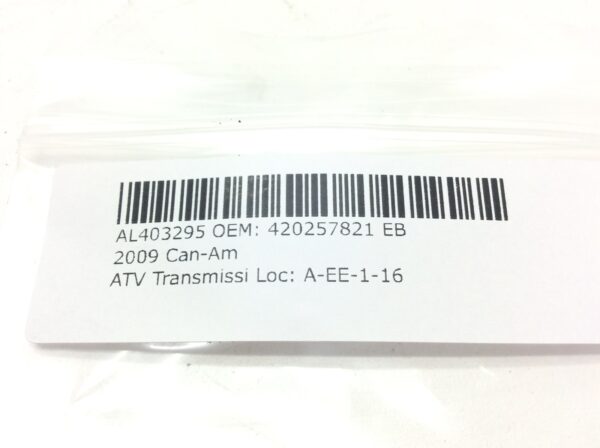 AL403295 OEM: 420257821 EB
2009 Can-Am
ATV Transmissi Loc: A-EE-1-16